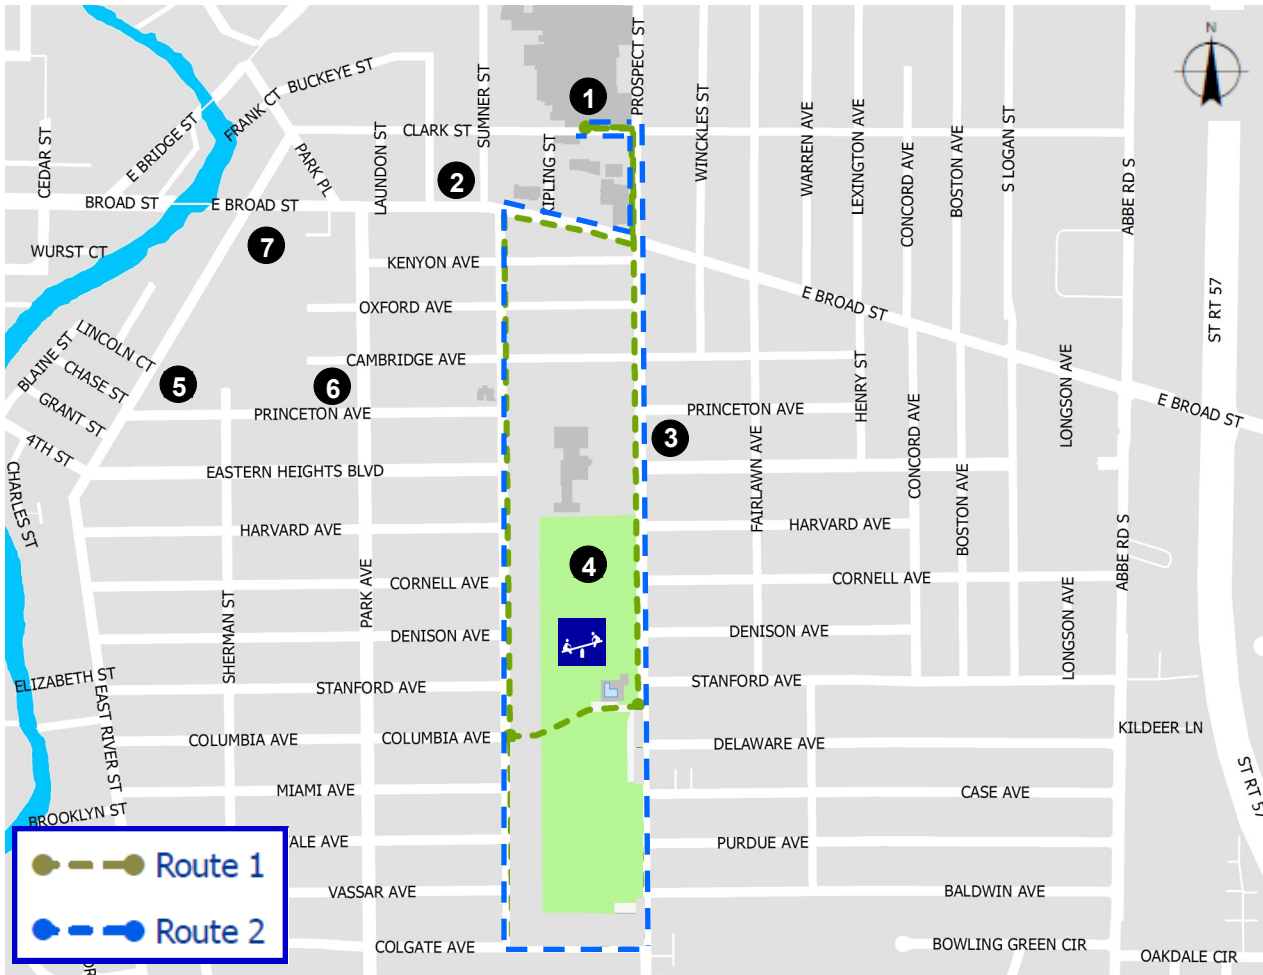 N
PROSPECT ST
BUCKEYE ST
SUMNER ST
1
FRANK CT
WINCKLES ST
WARREN AVE
LEXINGTON AVE
S LOGAN ST
E BRIDGE ST
CLARK ST
CEDAR ST
LAUNDON ST
KIPLING ST
CONCORD AVE
BOSTON AVE
PARK PL
2
ABBE RD S
BROAD ST
E BROAD ST
7
WURST CT
KENYON AVE
OXFORD AVE
E BROAD ST
ST RT 57
LINCOLN CT
BLAINE ST
CAMBRIDGE AVE
HENRY ST
LONGSON AVE
CHASE ST
5
6
GRANT ST
PRINCETON AVE
PRINCETON AVE
E BROAD ST
3
4TH ST
FAIRLAWN AVE
CONCORD AVE
EASTERN HEIGHTS BLVD
CHARLES ST
BOSTON AVE
HARVARD AVE
HARVARD AVE
ABBE RD S
4
PARK AVE
CORNELL AVE
CORNELL AVE
SHERMAN ST
LONGSON AVE
DENISON AVE
DENISON AVE
ELIZABETH ST
STANFORD AVE
STANFORD AVE
EAST RIVER ST
COLUMBIA AVE
COLUMBIA AVE
DELAWARE AVE
KILDEER LN
ST RT 57
MIAMI AVE
CASE AVE
BROOKLYN ST
ALE AVE
PURDUE AVE
Route 1
VASSAR AVE
BALDWIN AVE
Route 2
COLGATE AVE
BOWLING GREEN CIR
OAKDALE CIR